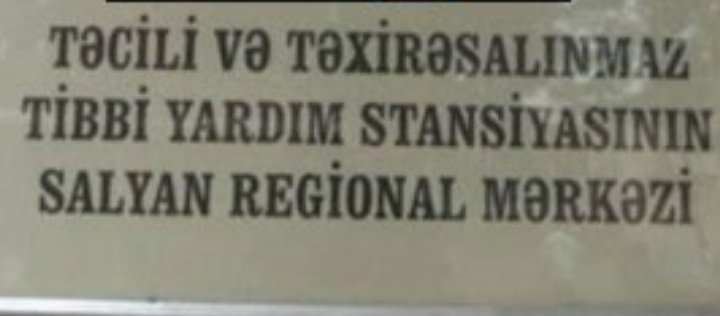 TƏCİLİ VƏ TƏXİRƏSALINMAZ
TİBBİ YARDIM STANSİYASININ
SALYAN REGİONAL MƏRKƏZİ